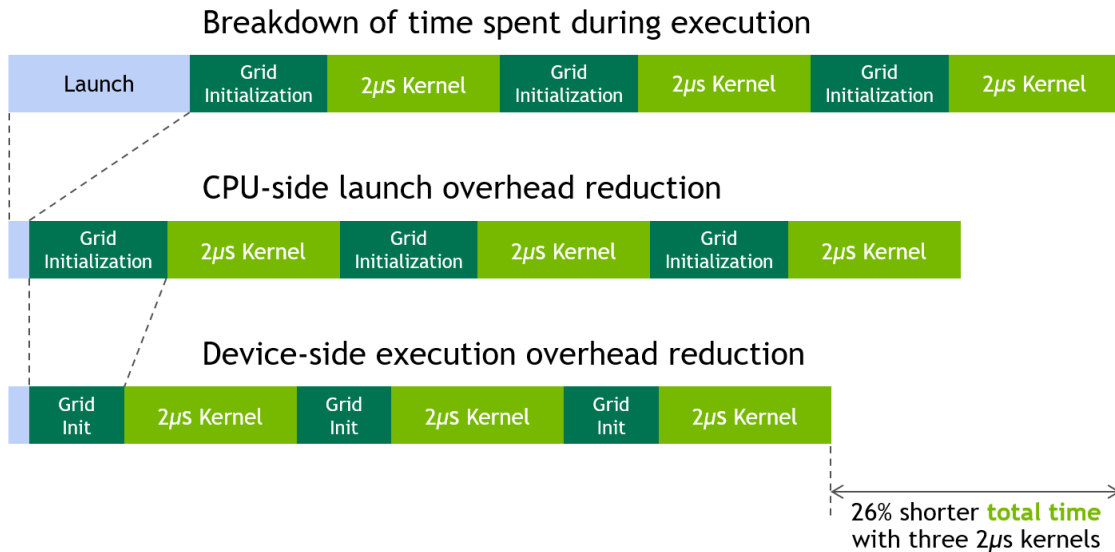 Breakdown of time spent during execution
Launch
Grid
Initialization
2µs Kernel
Grid
Initialization
2µs Kernel
Grid
Initialization
2µs Kernel
CPU-side launch overhead reduction
Grid
Initialization
2µs Kernel
Grid
Initialization
2µs Kernel
Grid
Initialization
2µs Kernel
Device-side execution overhead reduction
Grid
Init
2µs Kernel
Grid
Init
2µs Kernel
Grid
Init
2µs Kernel
26% shorter total time
with three 2µs kernels